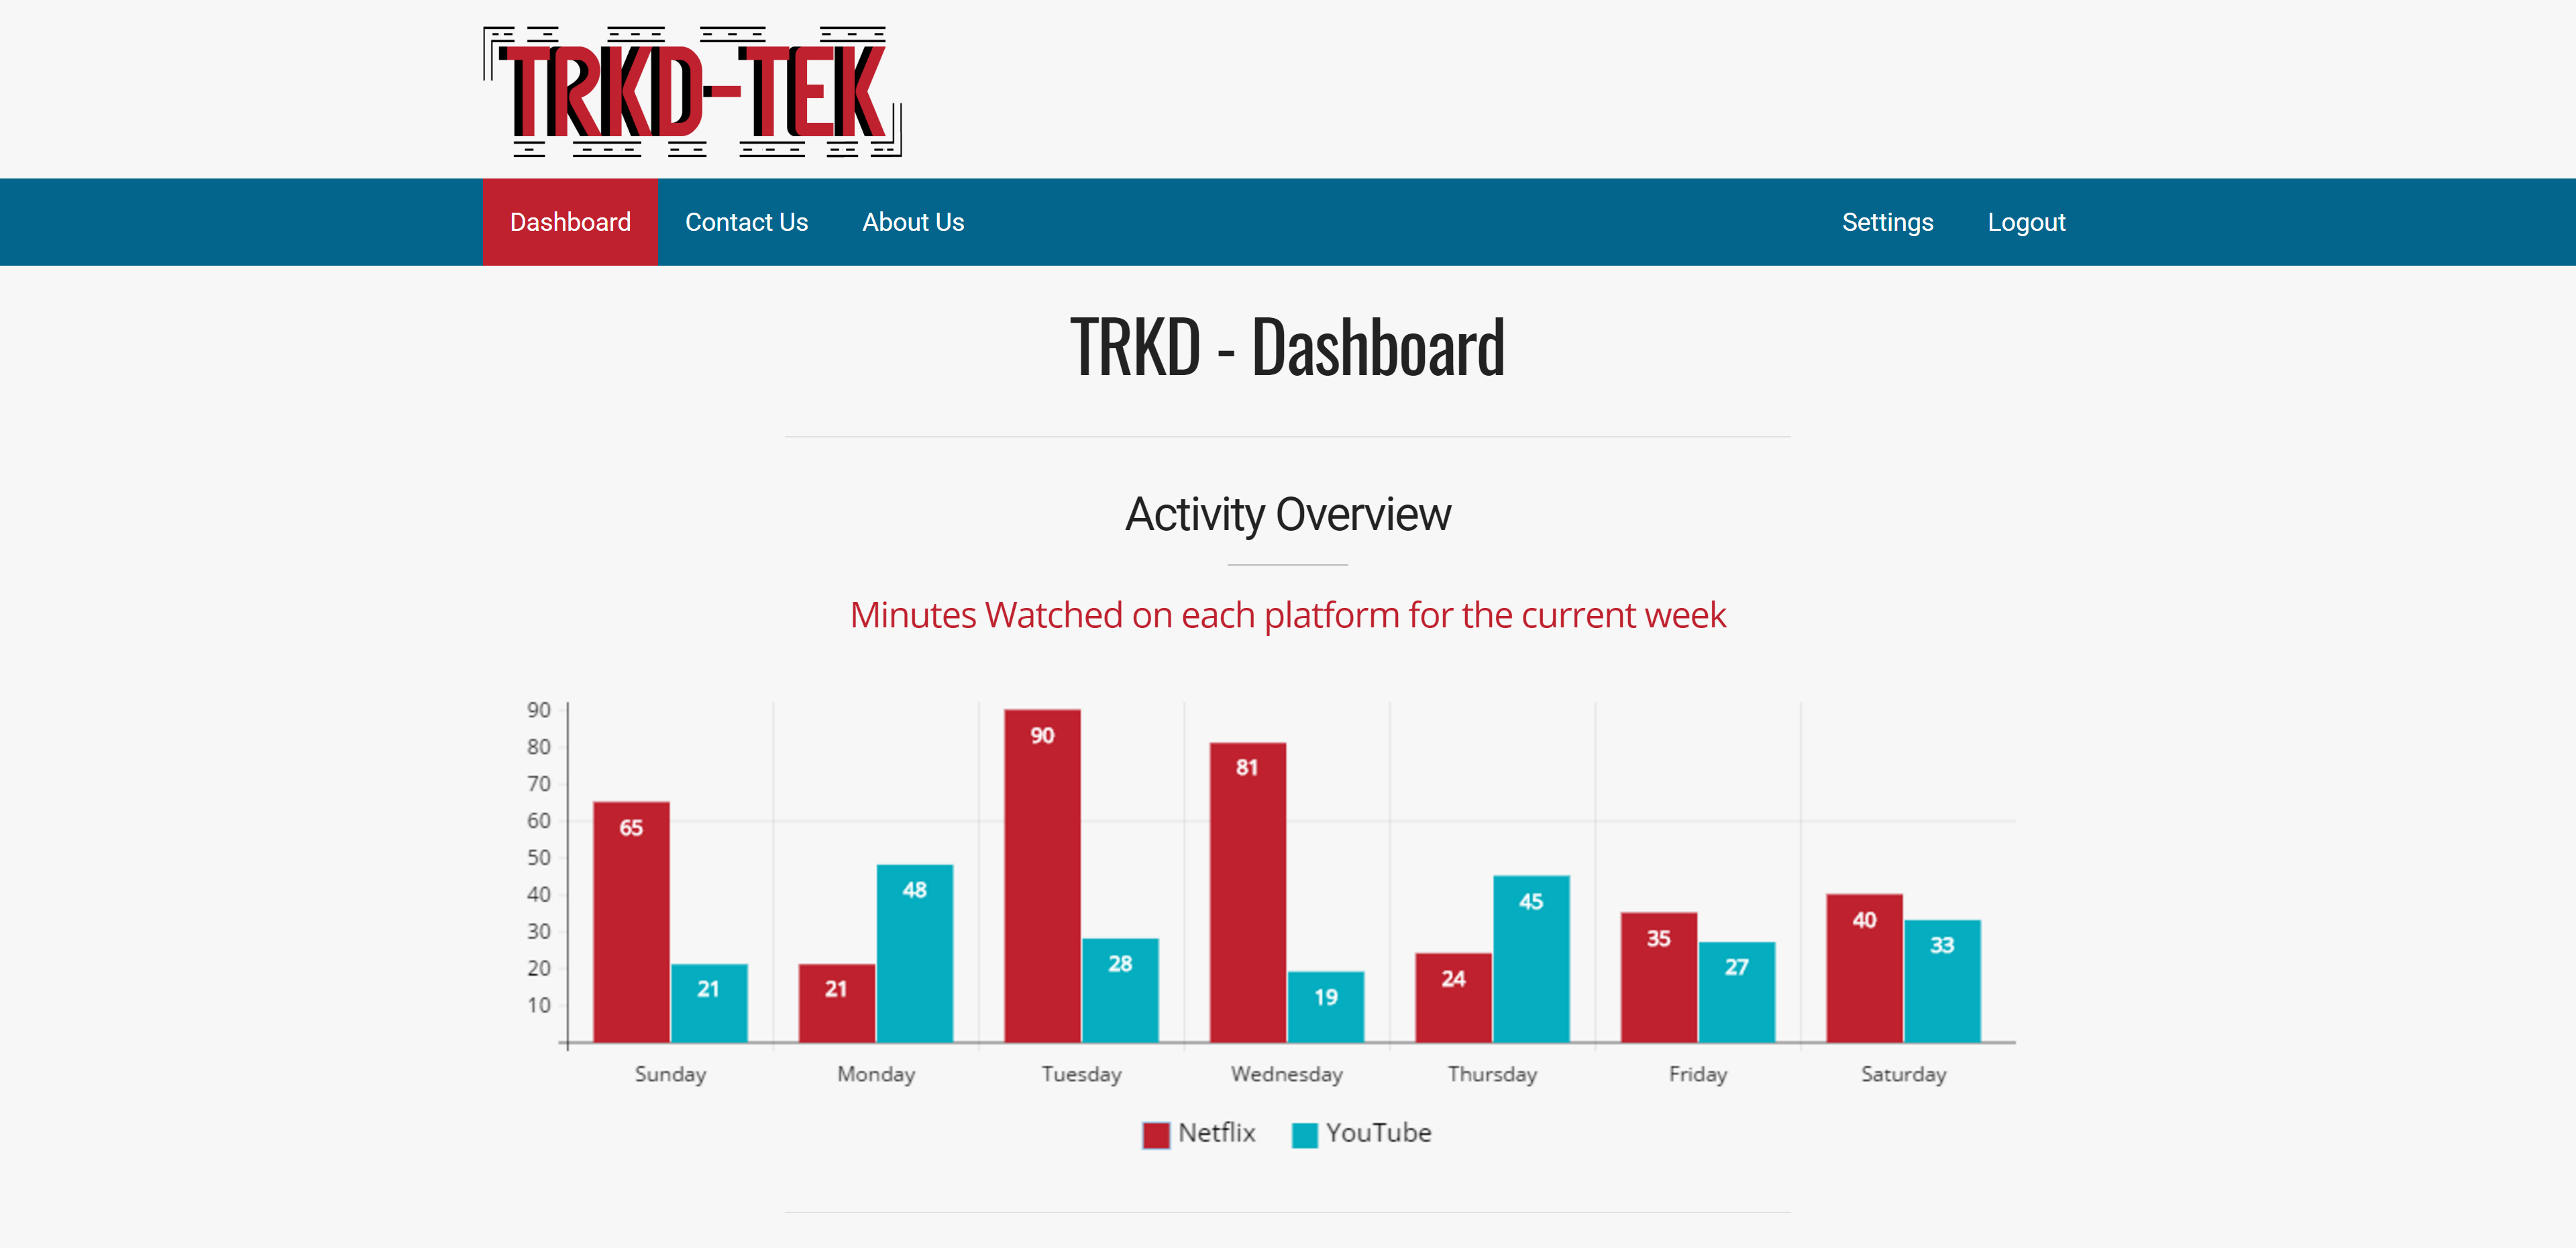 TRKD-TEK
Dashboard Contact Us About Us Settings Logout
TRKD - Dashboard
Activity Overview
Minutes Watched on each platform for the current week
90
80
70
60
50
40
30
20
10
65 21 21 48 90 28 81 19 24 45 35 27 40 33
Sunday Monday Tuesday Wednesday Thursday Friday Saturday
Netflix YouTube